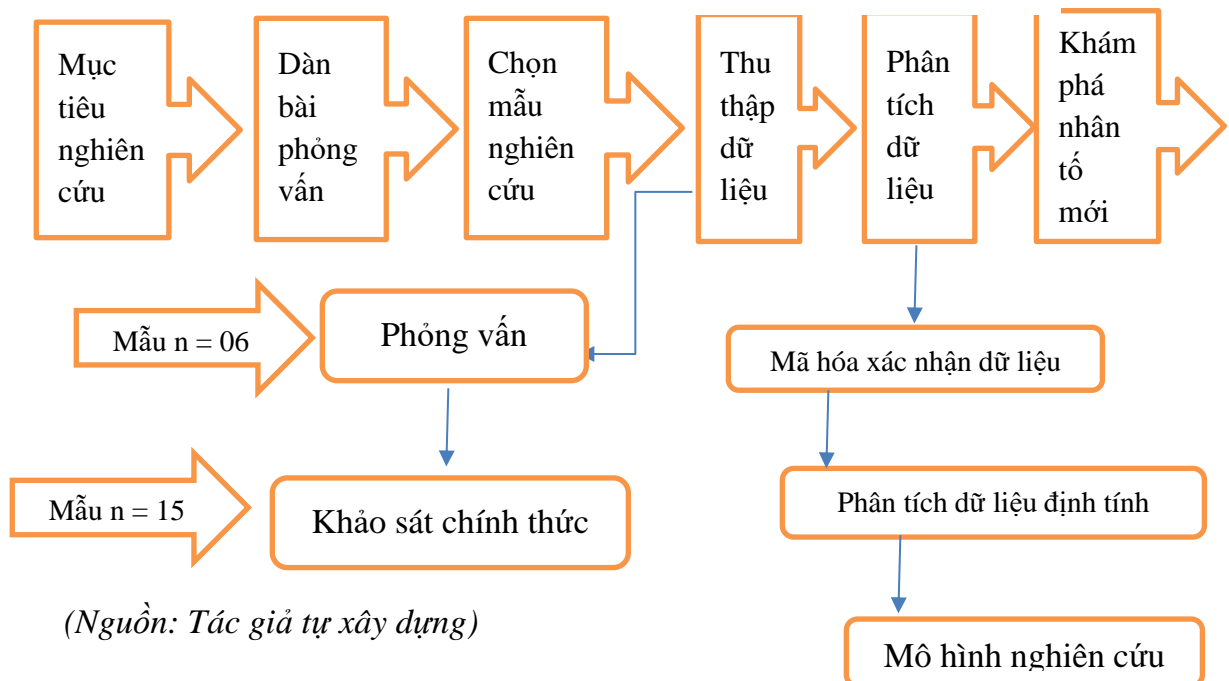 Mục
tiêu
nghiên
cứu
Dàn
bài
phỏng
vấn
Chọn
mẫu
nghiên
cứu
Thu
thập
dữ
liệu
Phân
tích
dữ
liệu
Khám
phá
nhân
tố
mới
Mẫu n = 06
Phỏng vấn
Mã hóa xác nhận dữ liệu
Mẫu n = 15
Khảo sát chính thức
Phân tích dữ liệu định tính
(Nguồn: Tác giả tự xây dựng)
Mô hình nghiên cứu